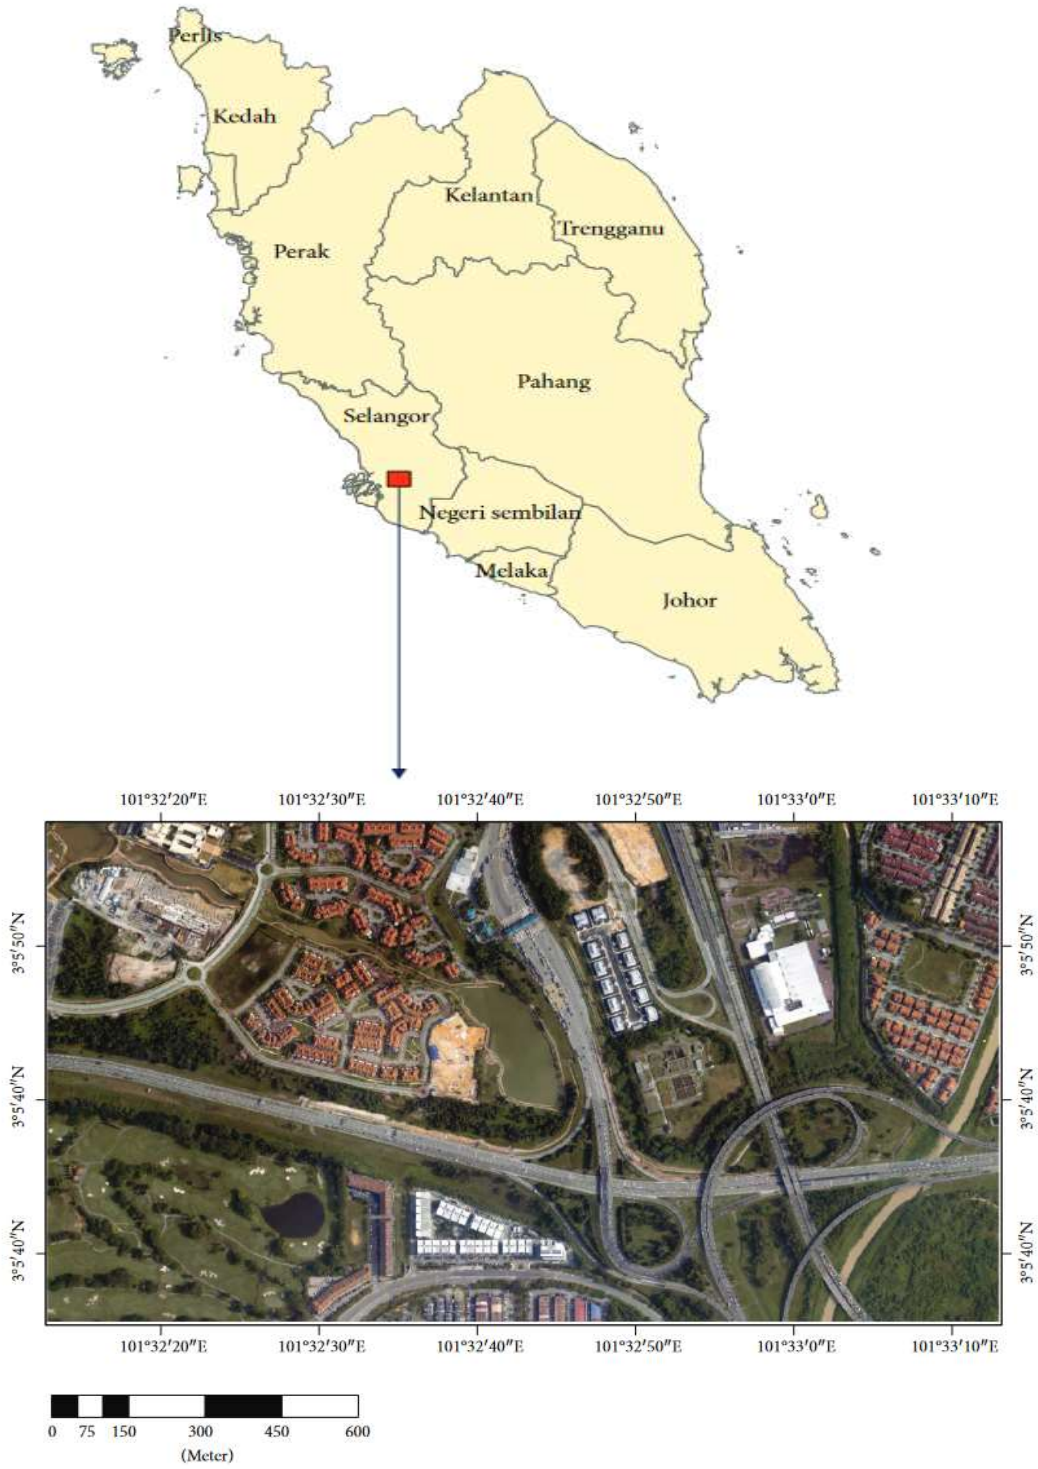 Perlis
Kedah
Kelantan
Trengganu
Perak
Pahang
Selangor
Negeri sembilan
Melaka
Johor
101°32′20″E 101°32′30″E 101°32′40″E 101°32′50″E 101°33′0″E 101°33′10″E
3°5′50″N 3°5′50″N
3°5′40″N 3°5′40″N
3°5′40″N 3°5′40″N
101°32′20″E 101°32′30″E 101°32′40″E 101°32′50″E 101°33′0″E 101°33′10″E
0 75 150 300 450 600
(Meter)